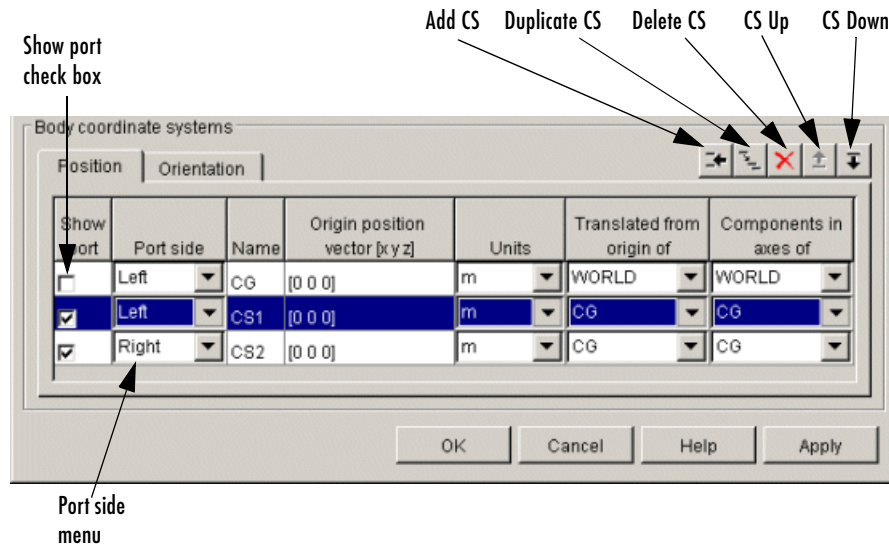 Add CS Duplicate CS Delete CS CS Up CS Down
Show port
check box
Body coordinate systems
Position Orientation
Show
port
Port side
Name
Origin position
vector [x y z]
Units
Translated from
origin of
Components in
axes of
Left CG [0 0 0] m WORLD WORLD
Left CS1 [0 0 0] m CG CG
Right CS2 [0 0 0] m CG CG
OK Cancel Help Apply
Port side
menu